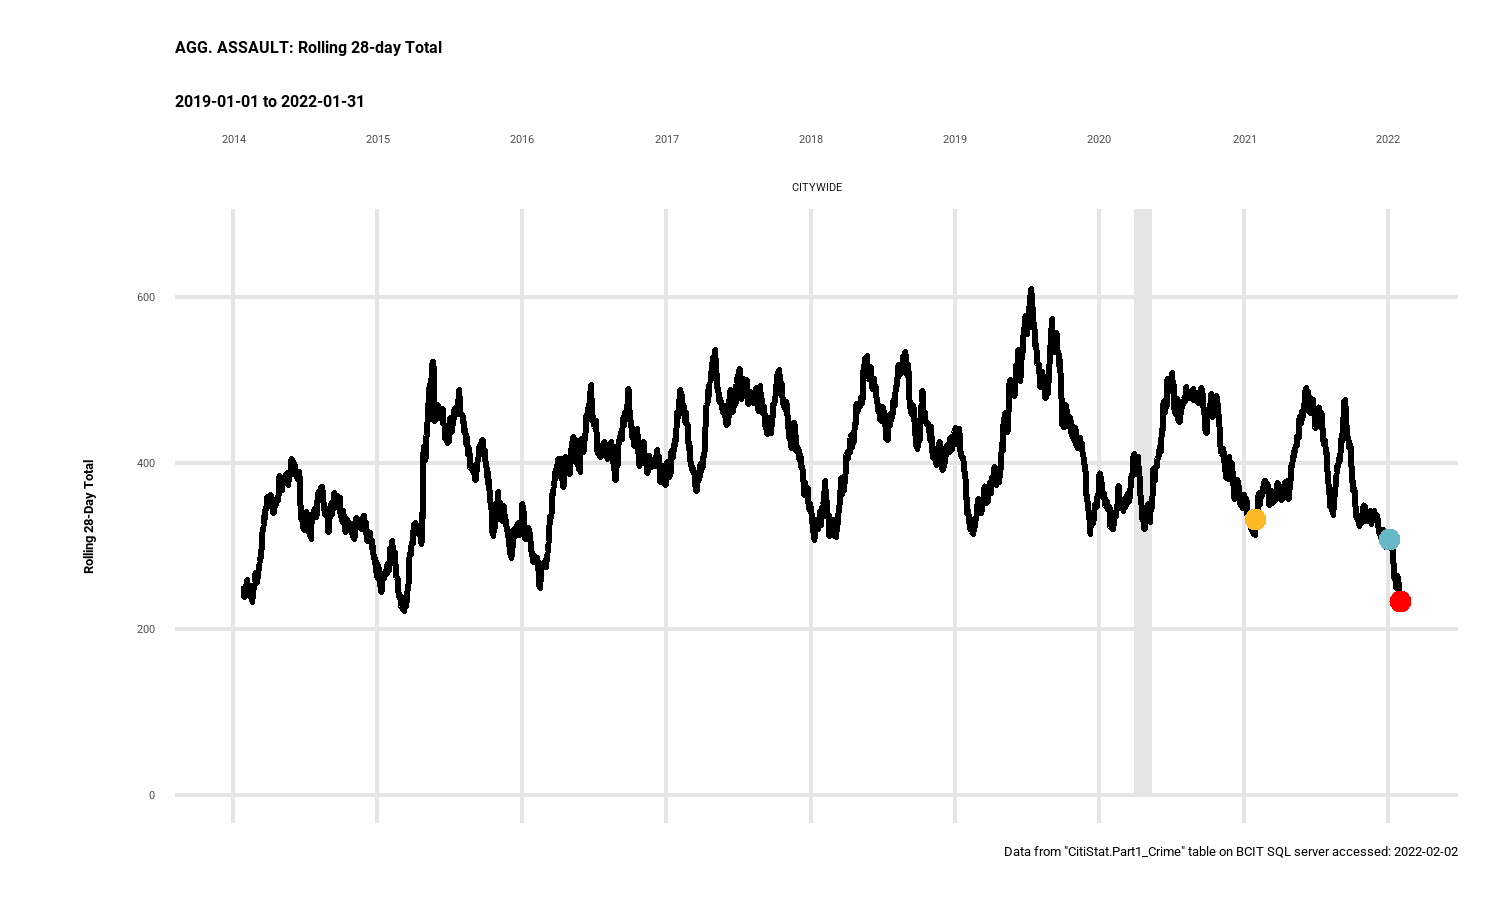 AGG. ASSAULT: Rolling 28-day Total
2019-01-01 to 2022-01-31
2014 2015 2016 2017 2018 2019 2020 2021 2022
CITYWIDE
600
400
200
0
Rolling 28-Day Total
Data from "CitiStat.Part1_Crime" table on BCIT SQL server accessed: 2022-02-02